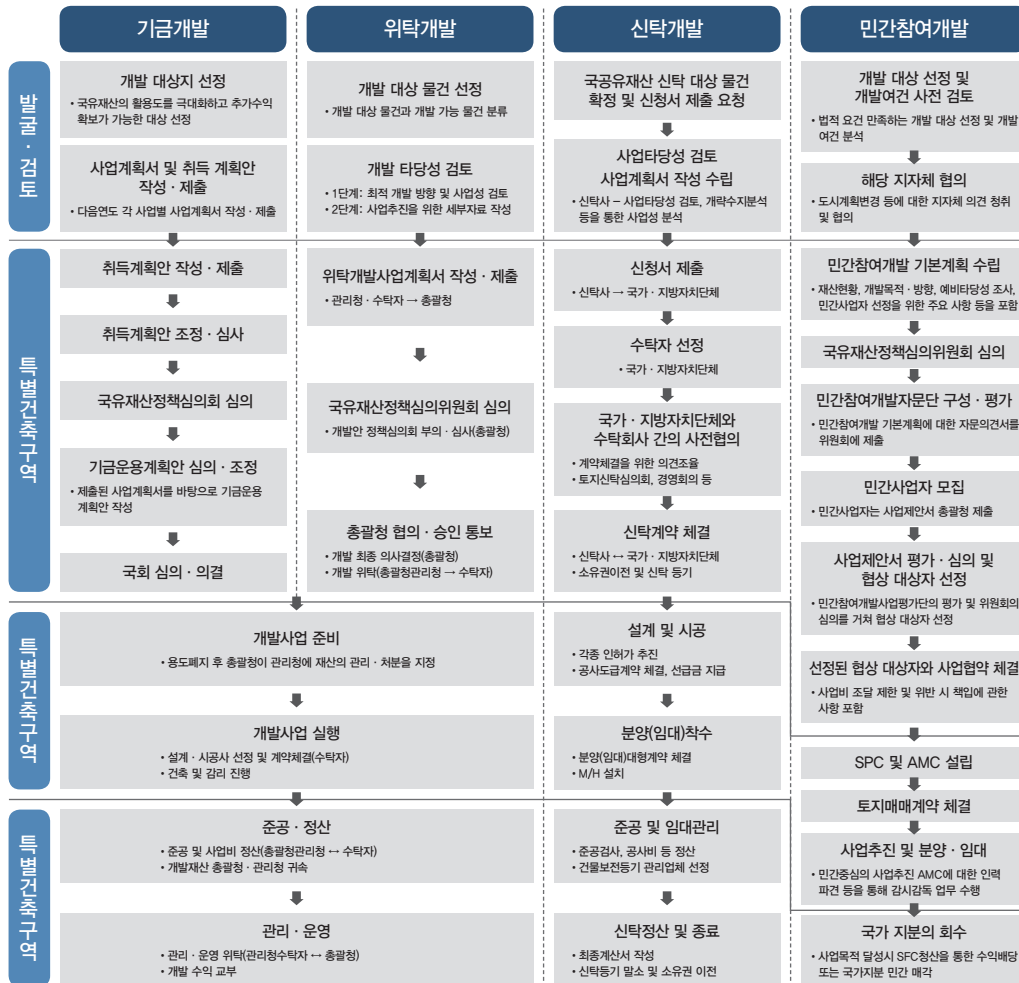 기금개발
위탁개발
신탁개발
민간참여개발
발굴·검토
개발 대상지 선정
• 국유재산의 활용도를 극대화하고 추가수익
확보가 가능한 대상 선정
사업계획서 및 취득 계획안
작성·제출
• 다음연도 각 사업별 사업계획서 작성·제출
개발 대상 물건 선정
• 개발 대상 물건과 개발 가능 물건 분류
개발 타당성 검토
• 1단계: 최적 개발 방향 및 사업성 검토
• 2단계: 사업추진을 위한 세부자료 작성
국공유재산 신탁 대상 물건
확정 및 신청서 제출 요청
사업타당성 검토
사업계획서 작성 수립
• 신탁사 – 사업타당성 검토, 개략수지분석
등을 통한 사업성 분석
개발 대상 선정 및
개발여건 사전 검토
• 법적 요건 만족하는 개발 대상 선정 및 개발
여건 분석
해당 지자체 협의
• 도시계획변경 등에 대한 지자체 의견 청취
및 협의
특별건축구역
취득계획안 작성·제출
취득계획안 조정·심사
국유재산정책심의회 심의
기금운용계획안 심의·조정
• 제출된 사업계획서를 바탕으로 기금운용
계획안 작성
국회 심의·의결
위탁개발사업계획서 작성·제출
• 관리청·수탁자 → 총괄청
국유재산정책심의위원회 심의
• 개발안 정책심의회 부의·심사(총괄청)
총괄청 협의·승인 통보
• 개발 최종 의사결정(총괄청)
• 개발 위탁(총괄청관리청 → 수탁자)
신청서 제출
• 신탁사 → 국가·지방자치단체
수탁자 선정
• 국가·지방자치단체
국가·지방자치단체와
수탁회사 간의 사전협의
• 계약체결을 위한 의견조율
• 토지신탁심의회, 경영회의 등
신탁계약 체결
• 신탁사 ↔ 국가·지방자치단체
• 소유권이전 및 신탁 등기
민간참여개발 기본계획 수립
• 재산현황, 개발목적·방향, 예비타당성 조사,
민간사업자 선정을 위한 주요 사항 등을 포함
국유재산정책심의위원회 심의
민간참여개발자문단 구성·평가
• 민간참여개발 기본계획에 대한 자문의견서를
위원회에 제출
민간사업자 모집
• 민간사업자는 사업제안서 총괄청 제출
사업제안서 평가·심의 및
협상 대상자 선정
• 민간참여개발사업평가단의 평가 및 위원회의
심의를 거쳐 협상 대상자 선정
선정된 협상 대상자와 사업협약 체결
• 사업비 조달 제한 및 위반 시 책임에 관한
사항 포함
특별건축구역
개발사업 준비
• 용도폐지 후 총괄청이 관리청에 재산의 관리·처분을 지정
개발사업 실행
• 설계·시공사 선정 및 계약체결(수탁자)
• 건축 및 감리 진행
설계 및 시공
• 각종 인허가 추진
• 공사도급계약 체결, 선급금 지급
분양(임대)착수
• 분양(임대)대형계약 체결
• M/H 설치
SPC 및 AMC 설립
토지매매계약 체결
사업추진 및 분양·임대
• 민간중심의 사업추진 AMC에 대한 인력
파견 등을 통해 감시감독 업무 수행
특별건축구역
준공·정산
• 준공 및 사업비 정산(총괄청관리청 ↔ 수탁자)
• 개발재산 총괄청·관리청 귀속
관리·운영
• 관리·운영 위탁(관리청수탁자 ↔ 총괄청)
• 개발 수익 교부
준공 및 임대관리
• 준공검사, 공사비 등 정산
• 건물보전등기 관리업체 선정
신탁정산 및 종료
• 최종계산서 작성
• 신탁등기 말소 및 소유권 이전
국가 지분의 회수
• 사업목적 달성시 SFC청산을 통한 수익배당
또는 국가지분 민간 매각